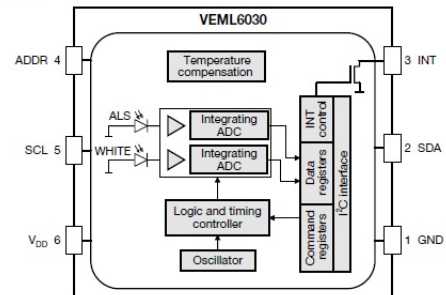 VEML6030
ADDR 4
Temperature
compensation
3 INT
ALS
Integrating
ADC
INT
control
SCL 5
WHITE
Integrating
ADC
Data
registers
I²C interface
2 SDA
Logic and timing
controller
Command
registers
VDD 6
Oscillator
1 GND